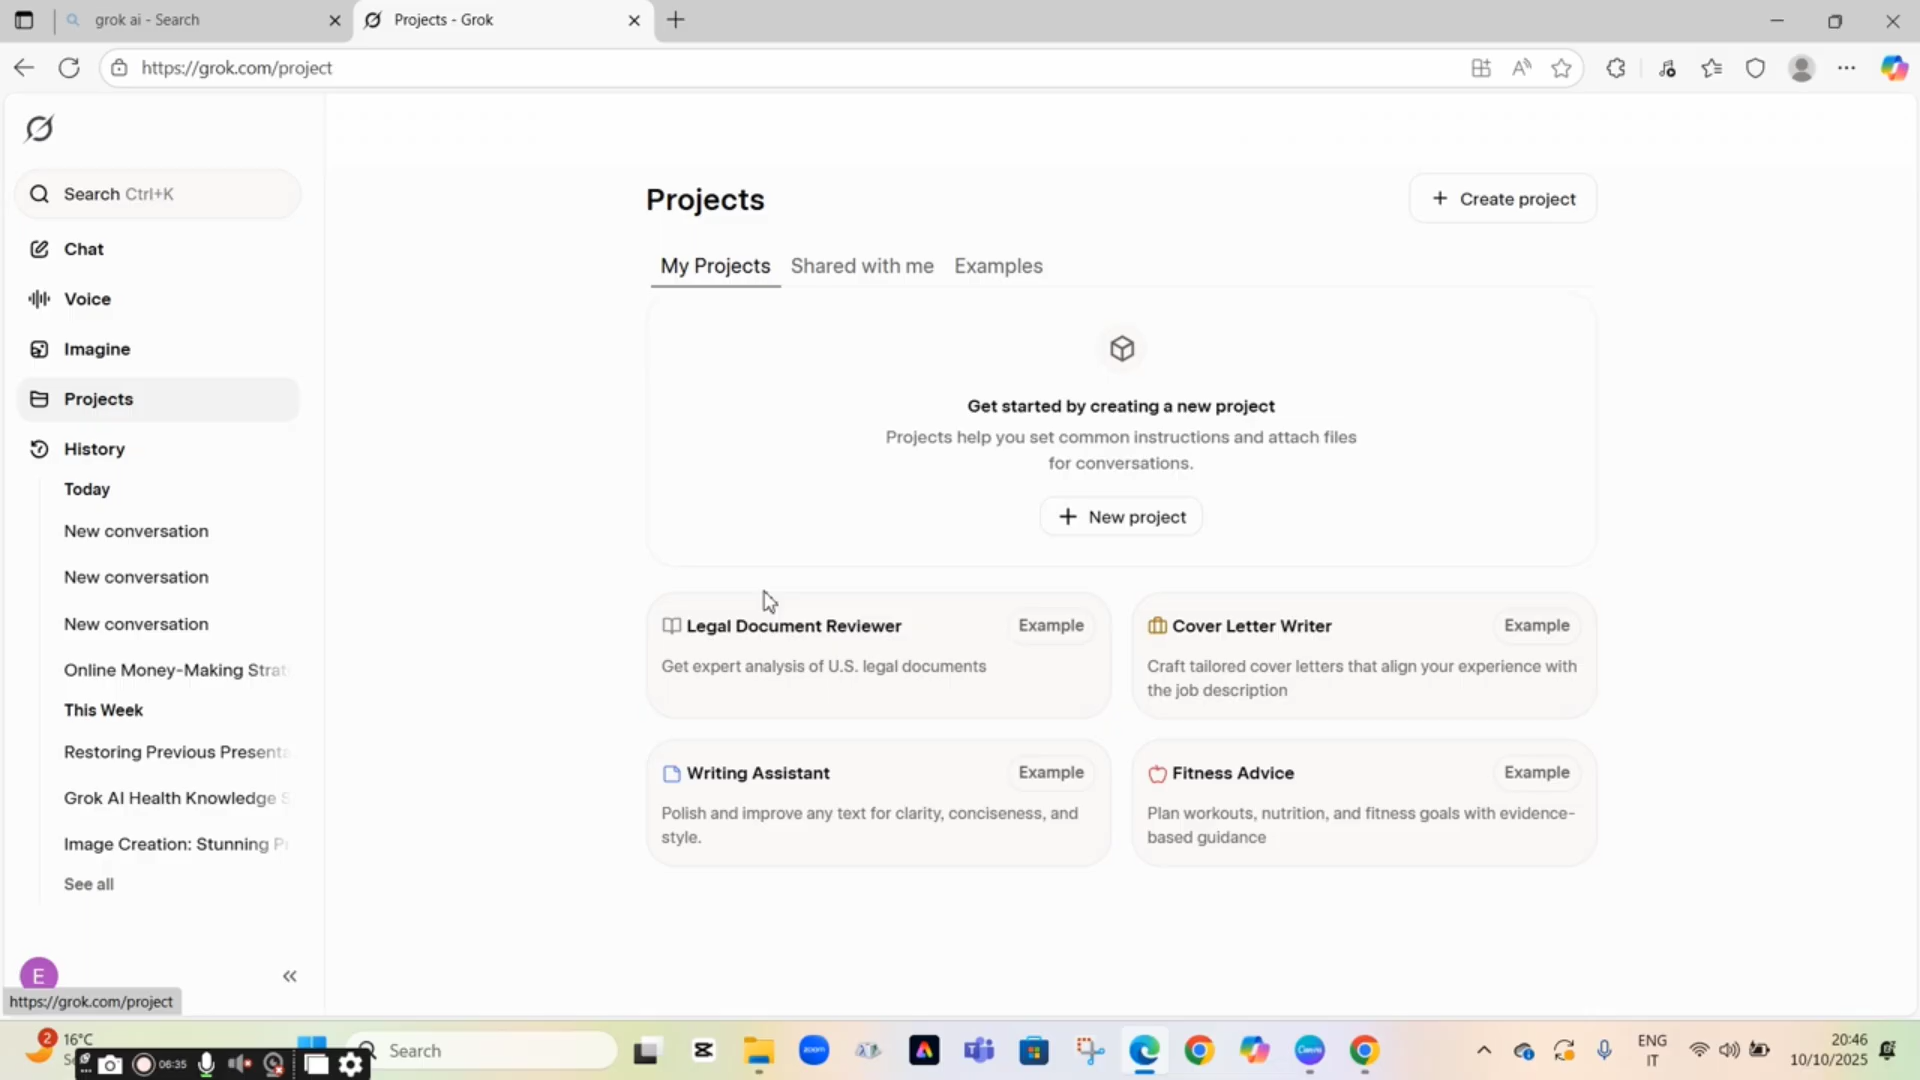 grok ai - Search
Projects - Grok
https://grok.com/project
Search Ctrl+K
Chat
Voice
Imagine
Projects
History
Today
New conversation
New conversation
New conversation
Online Money-Making Strat
This Week
Restoring Previous Presenta
Grok AI Health Knowledge S
Image Creation: Stunning P
See all
E
https://grok.com/project
Projects
Create project
My Projects
Shared with me
Examples
Get started by creating a new project
Projects help you set common instructions and attach files
for conversations.
New project
Legal Document Reviewer
Example
Get expert analysis of U.S. legal documents
Cover Letter Writer
Example
Craft tailored cover letters that align your experience with
the job description
Writing Assistant
Example
Polish and improve any text for clarity, conciseness, and
style.
Fitness Advice
Example
Plan workouts, nutrition, and fitness goals with evidence-
based guidance
2
16°C
06:35
Search
zoom
Canva
ENG
IT
20:46
10/10/2025